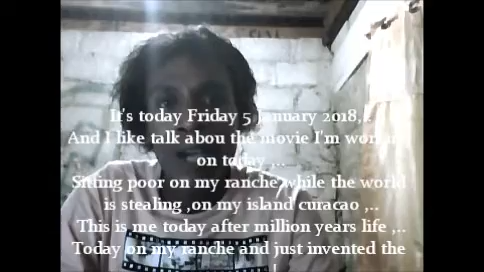 It's today Friday 5 January 2018,..
And I like talk abou the movie I'm
on today ,..
Sitting poor on my ranche while the world
is stealing ,on my island curacao ,..
This is me today after million years life ,..
Today on my ranche and just invented the